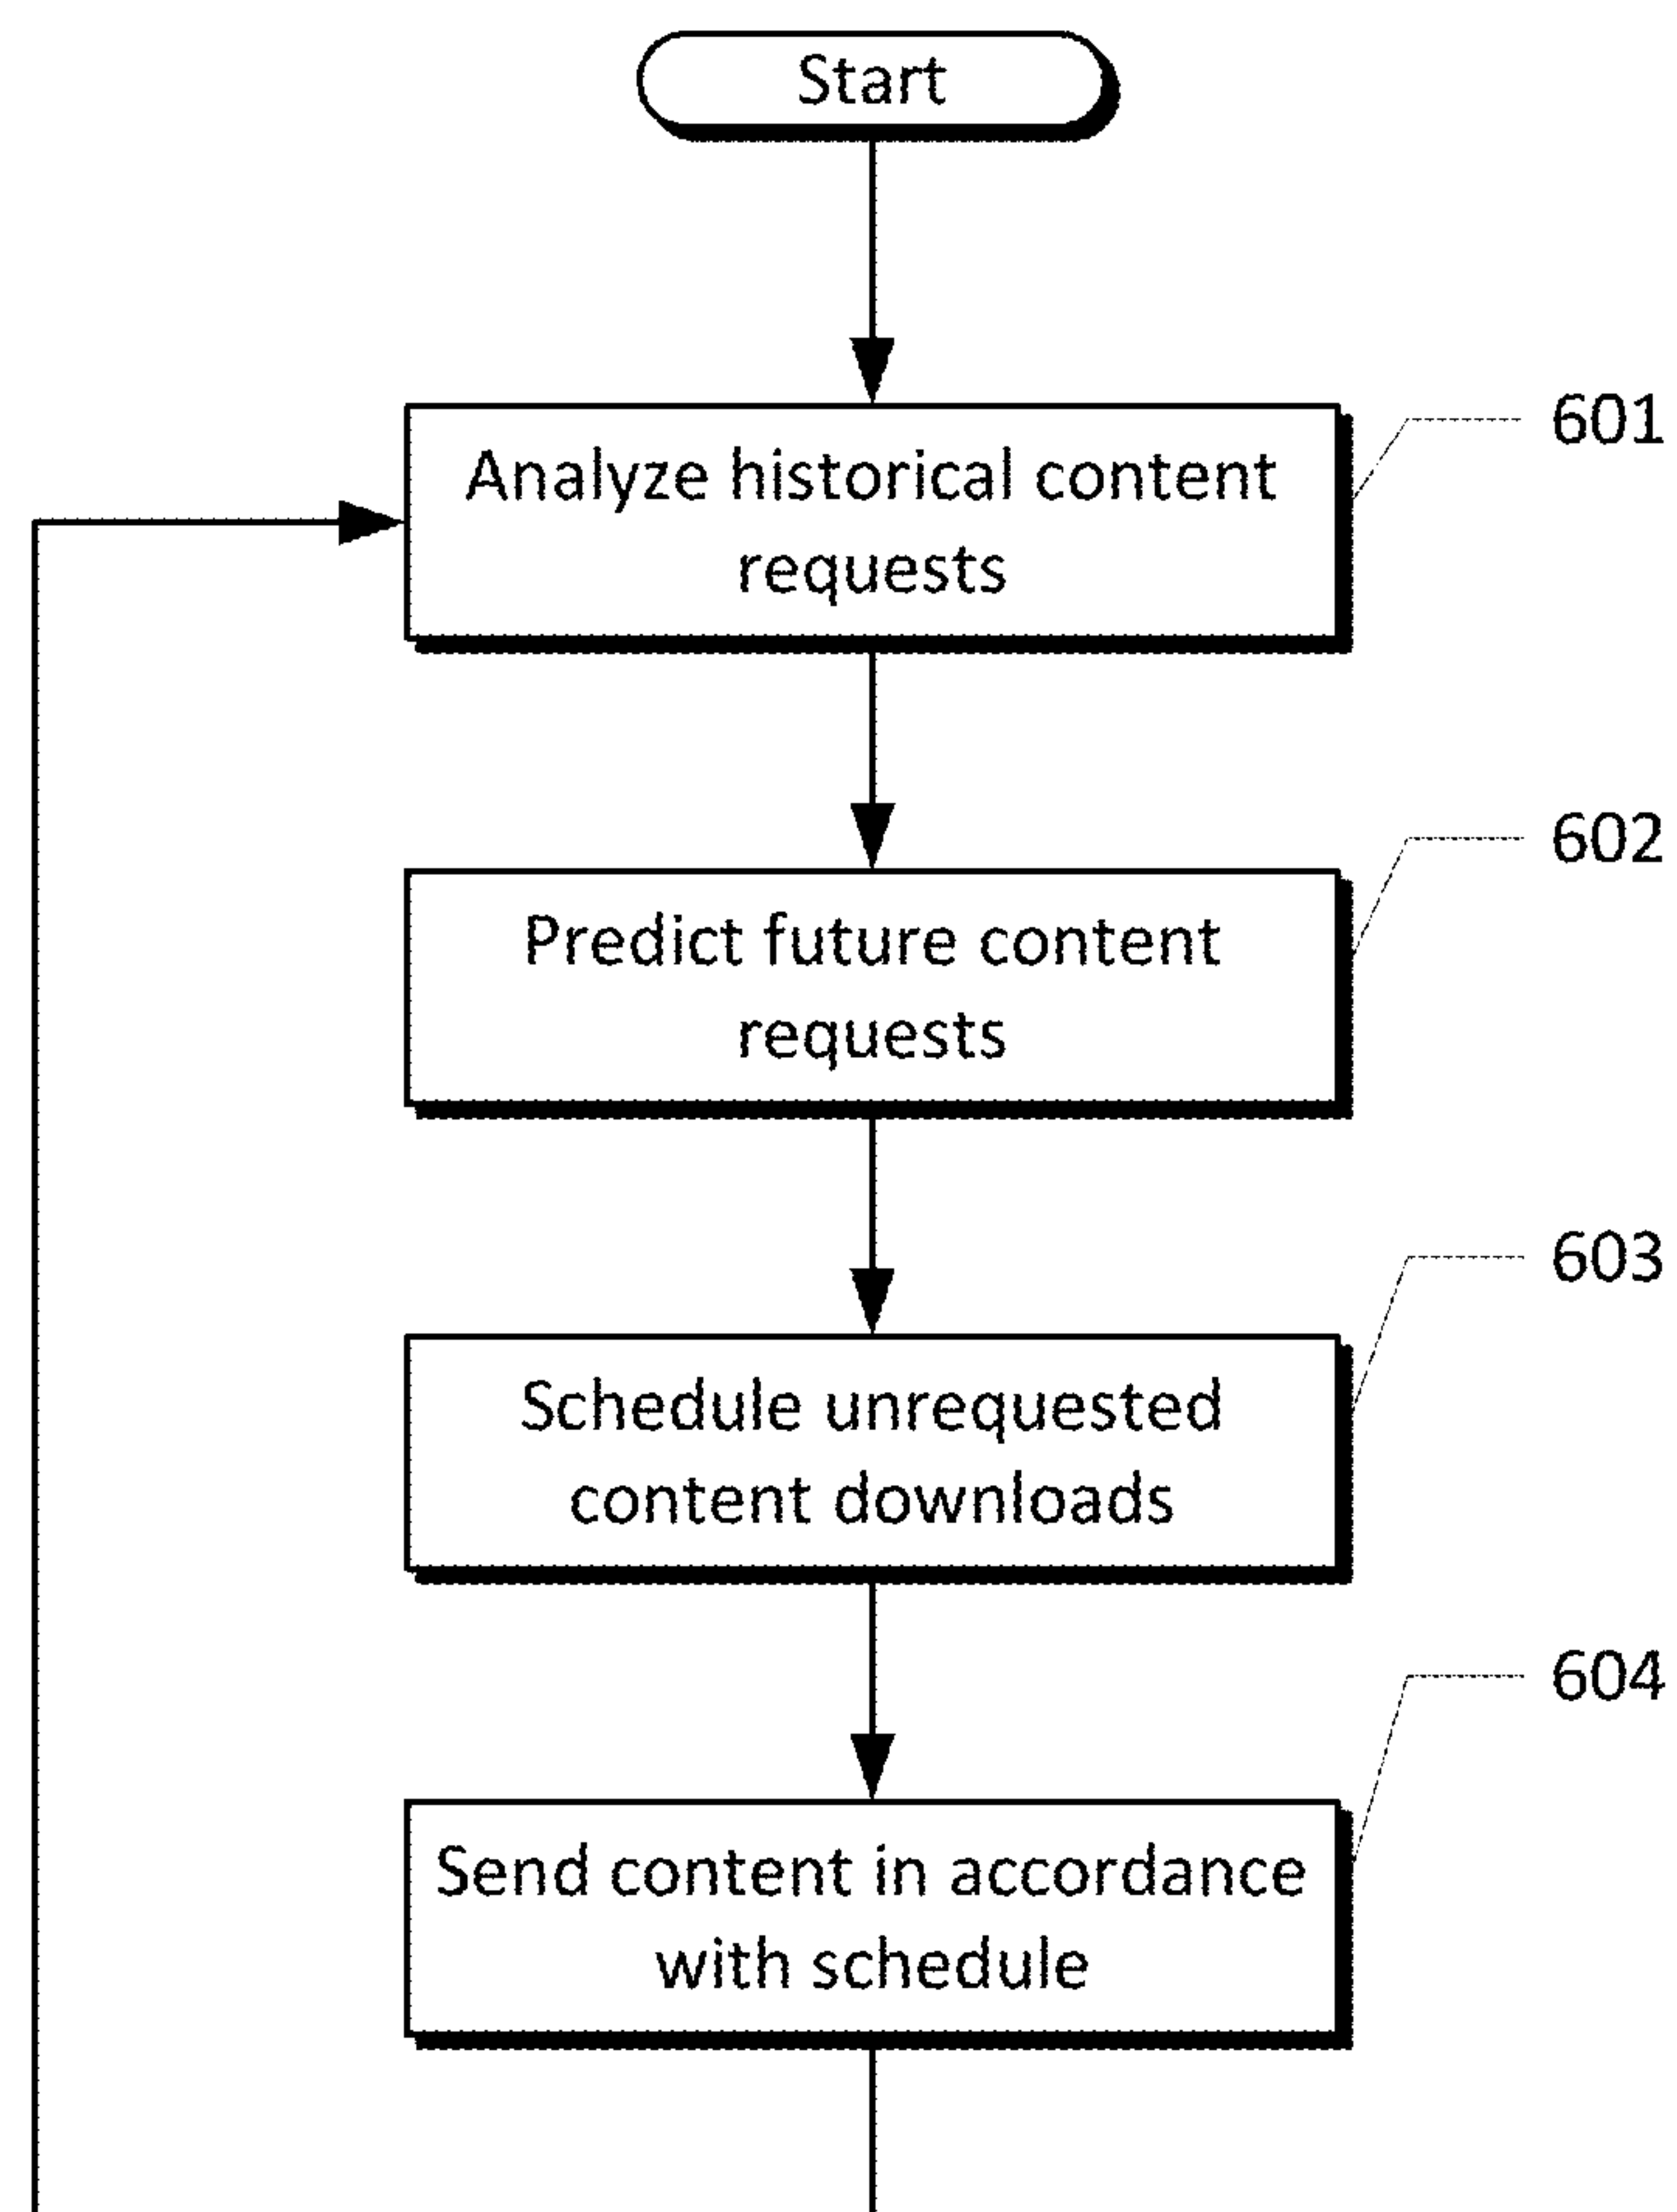 Start
601
Analyze historical content
requests
602
Predict future content
requests
603
Schedule unrequested
content downloads
604
Send content in accordance
with schedule